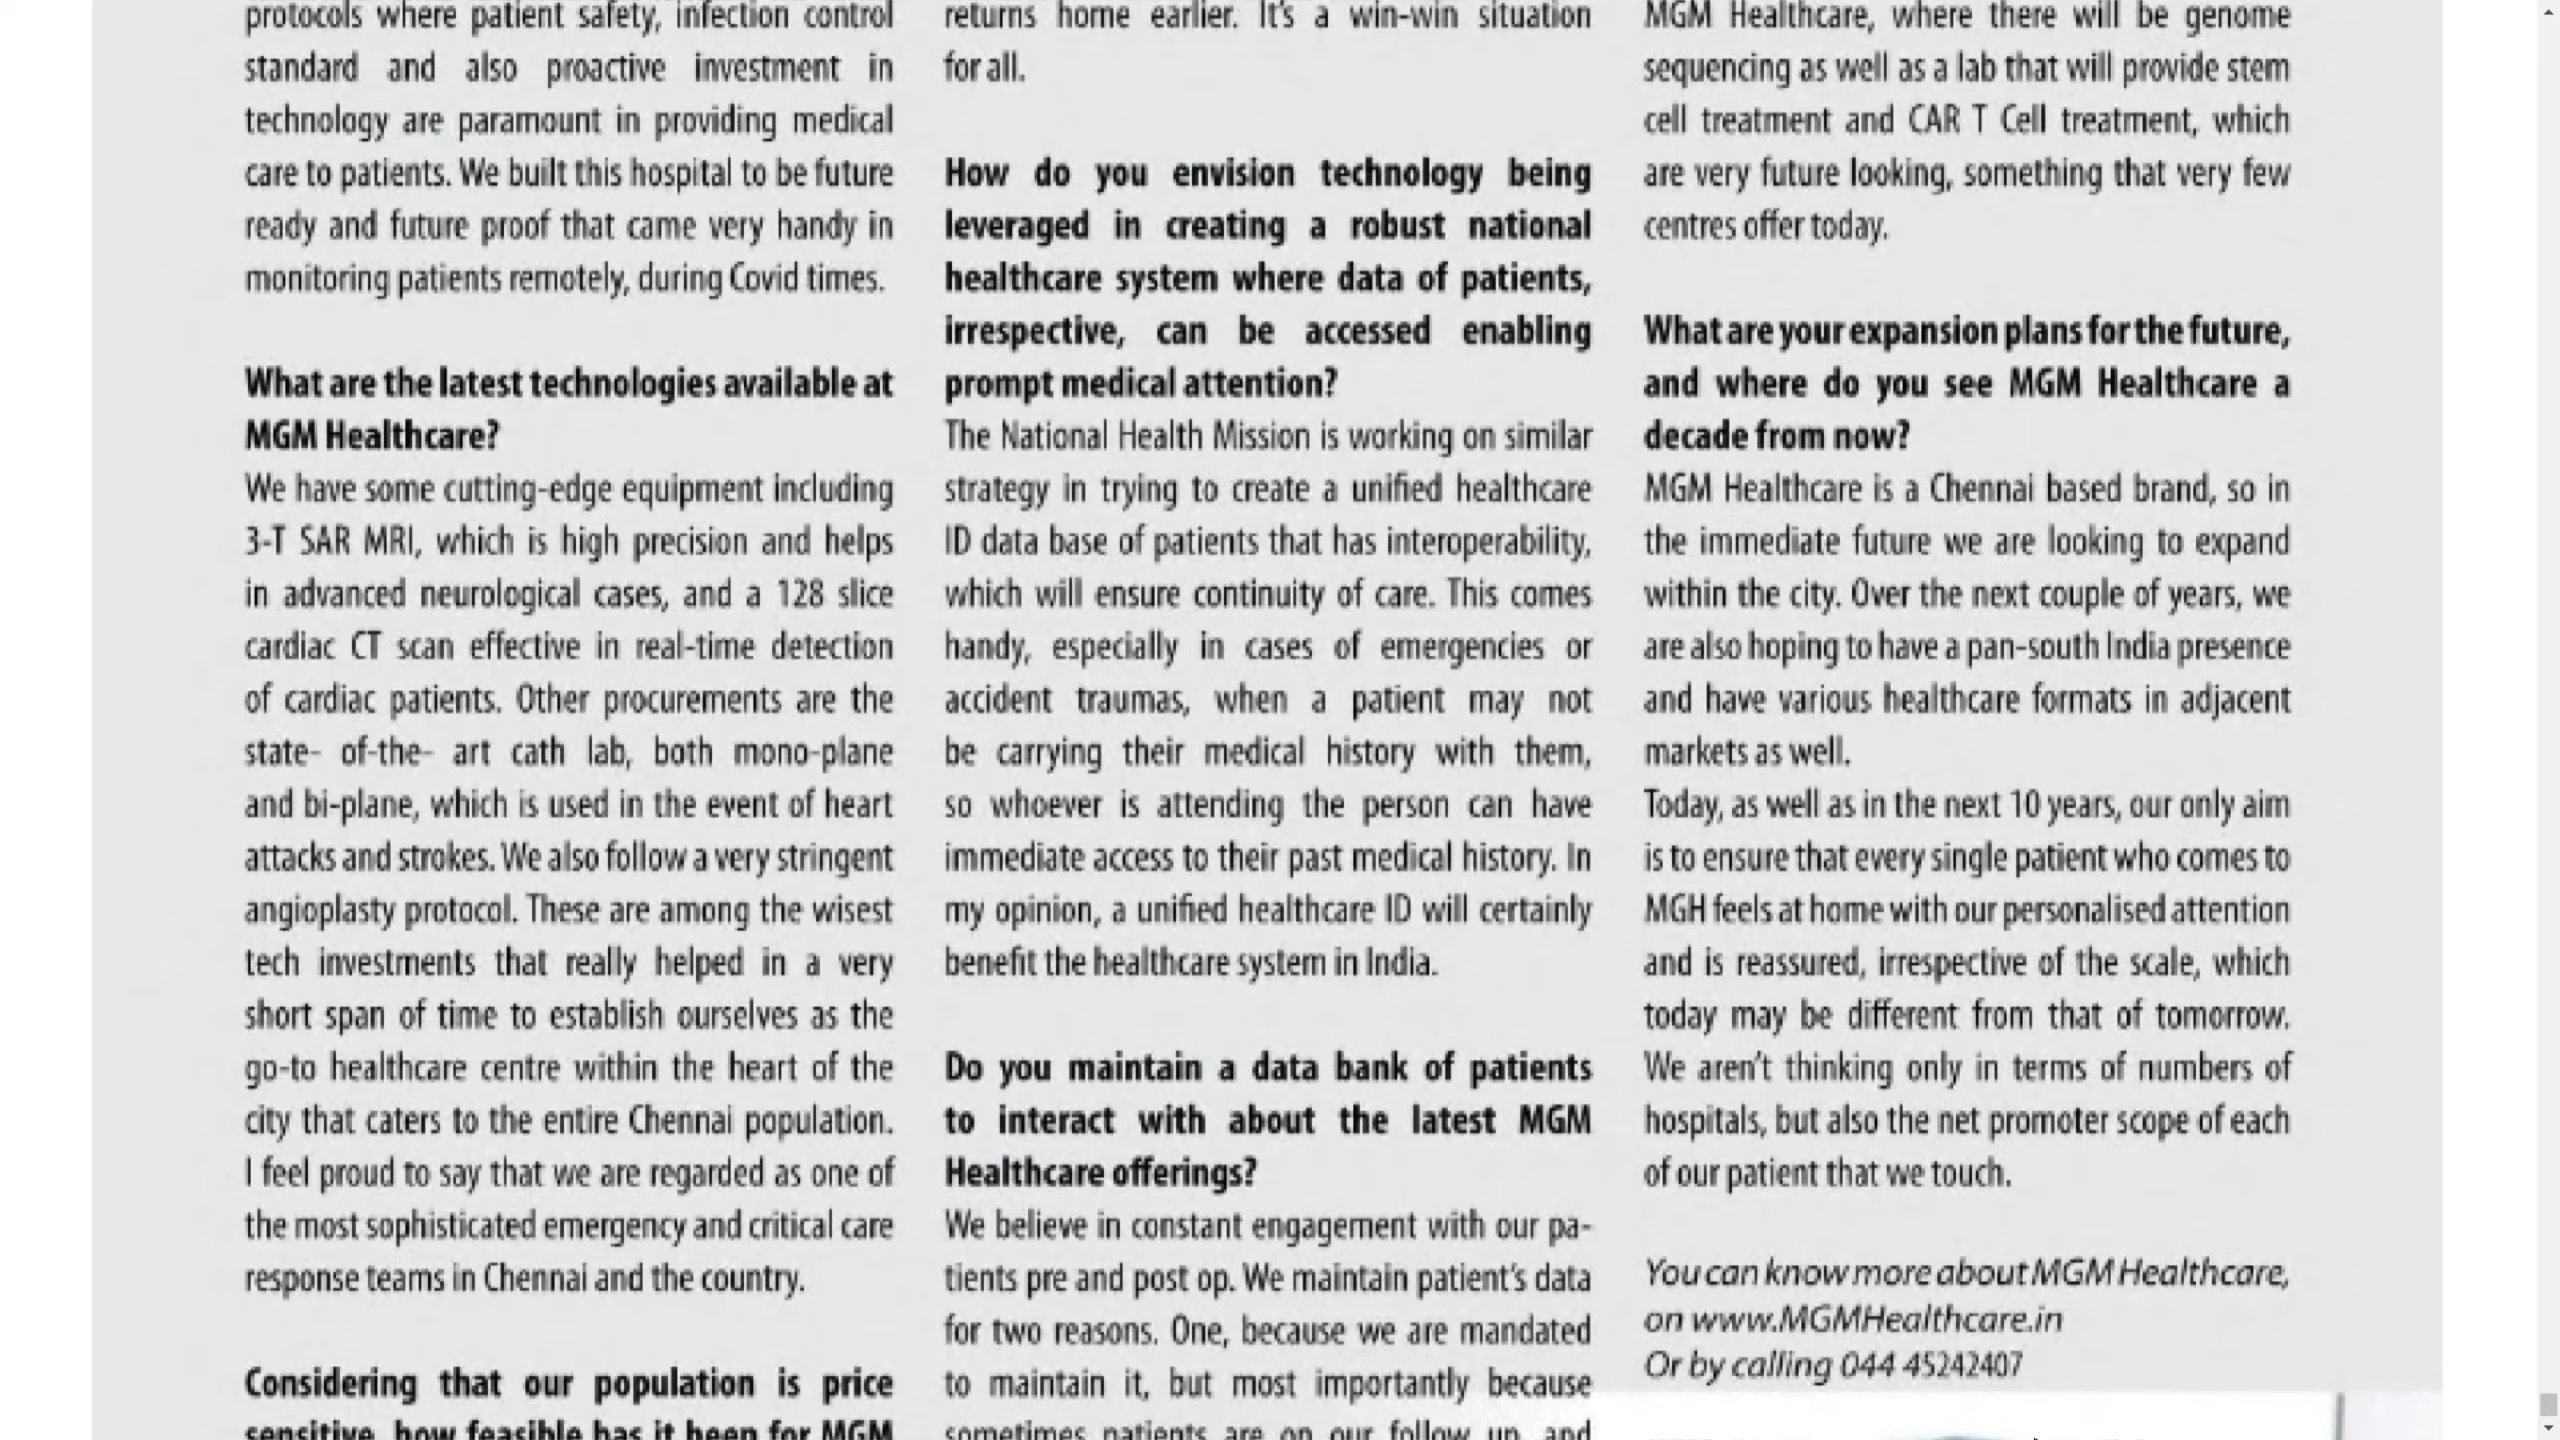 protocols where patient safety, infection control
standard and also proactive investment in
technology are paramount in providing medical
care to patients. We built this hospital to be future
ready and future proof that came very handy in
monitoring patients remotely, during Covid times.
What are the latest technologies available at
MGM Healthcare?
We have some cutting-edge equipment including
3-T SAR MRI, which is high precision and helps
in advanced neurological cases, and a 128 slice
cardiac CT scan effective in real-time detection
of cardiac patients. Other procurements are the
state- of-the- art cath lab, both mono-plane
and bi-plane, which is used in the event of heart
attacks and strokes. We also follow a very stringent
angioplasty protocol. These are among the wisest
tech investments that really helped in a very
short span of time to establish ourselves as the
go-to healthcare centre within the heart of the
city that caters to the entire Chennai population.
I feel proud to say that we are regarded as one of
the most sophisticated emergency and critical care
response teams in Chennai and the country.
Considering that our population is price
sensitive, how feasible has it been for MGM
returns home earlier. It's a win-win situation
for all.
How do you envision technology being
leveraged in creating a robust national
healthcare system where data of patients,
irrespective, can be accessed enabling
prompt medical attention?
The National Health Mission is working on similar
strategy in trying to create a unified healthcare
ID data base of patients that has interoperability,
which will ensure continuity of care. This comes
handy, especially in cases of emergencies or
accident traumas, when a patient may not
be carrying their medical history with them,
so whoever is attending the person can have
immediate access to their past medical history. In
my opinion, a unified healthcare ID will certainly
benefit the healthcare system in India.
Do you maintain a data bank of patients
to interact with about the latest MGM
Healthcare offerings?
We believe in constant engagement with our pa-
tients pre and post op. We maintain patient's data
for two reasons. One, because we are mandated
to maintain it, but most importantly because
sometimes patients are on our follow up, and
MGM Healthcare, where there will be genome
sequencing as well as a lab that will provide stem
cell treatment and CAR T Cell treatment, which
are very future looking, something that very few
centres offer today.
What are your expansion plans for the future,
and where do you see MGM Healthcare a
decade from now?
MGM Healthcare is a Chennai based brand, so in
the immediate future we are looking to expand
within the city. Over the next couple of years, we
are also hoping to have a pan-south India presence
and have various healthcare formats in adjacent
markets as well.
Today, as well as in the next 10 years, our only aim
is to ensure that every single patient who comes to
MGH feels at home with our personalised attention
and is reassured, irrespective of the scale, which
today may be different from that of tomorrow.
We aren't thinking only in terms of numbers of
hospitals, but also the net promoter scope of each
of our patient that we touch.
You can know more about MGM Healthcare,
on www.MGMHealthcare.in
Or by calling 044 45242407